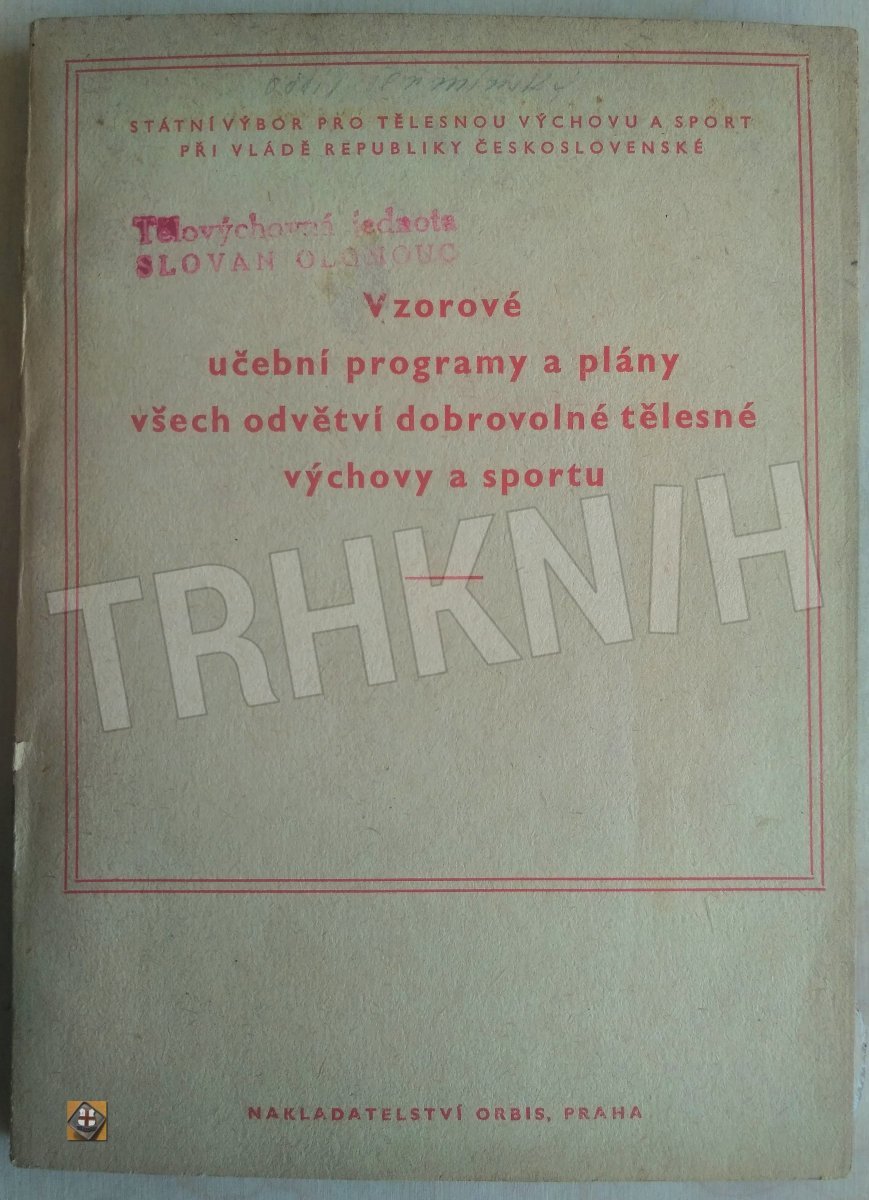 STÁTNÍ VÝBOR PRO TĚLESNOU VÝCHOVU A SPORT
PŘI VLÁDĚ REPUBLIKY ČESKOSLOVENSKÉ
Tělovýchovná jednota
SLOVAN OLOMOUC
Vzorové
učební programy a plány
všech odvětví dobrovolné tělesné
výchovy a sportu
TRHKNIH
NAKLADATELSTVÍ ORBIS, PRAHA